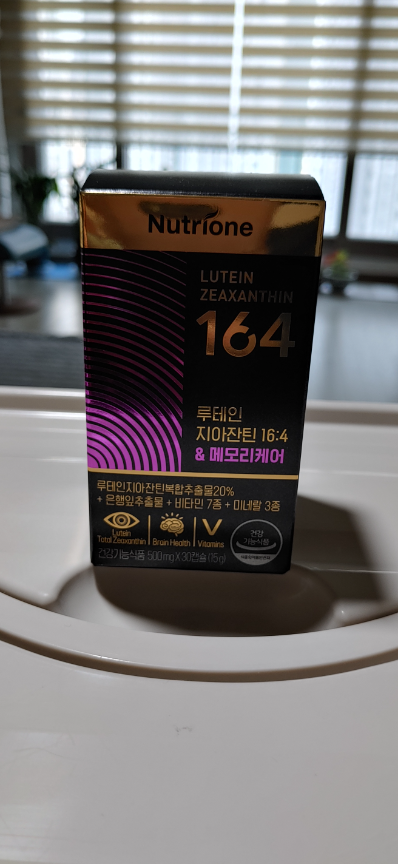 Nutrione
LUTEIN
ZEAXANTHIN
164
루테인
지아잔틴 16:4
& 메모리케어
루테인지아잔틴복합추출물20%
+ 은행잎추출물 + 비타민 7종 + 미네랄 3종
Lutein
Total Zeaxanthin
Brain Health
V
Vitamins
건강
기능식품
건강기능식품 500mg X 30캡슐 (15g)